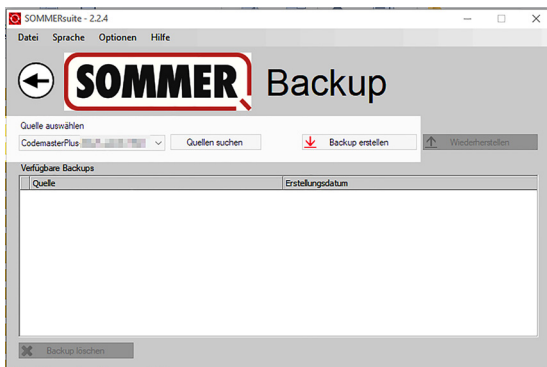 SOMMERsuite - 2.2.4
Datei Sprache Optionen Hilfe
SOMMER Backup
Quelle auswählen
CodemasterPlus Quellen suchen Backup erstellen Wiederherstellen
Verfügbare Backups
Quelle Erstellungsdatum
Backup löschen